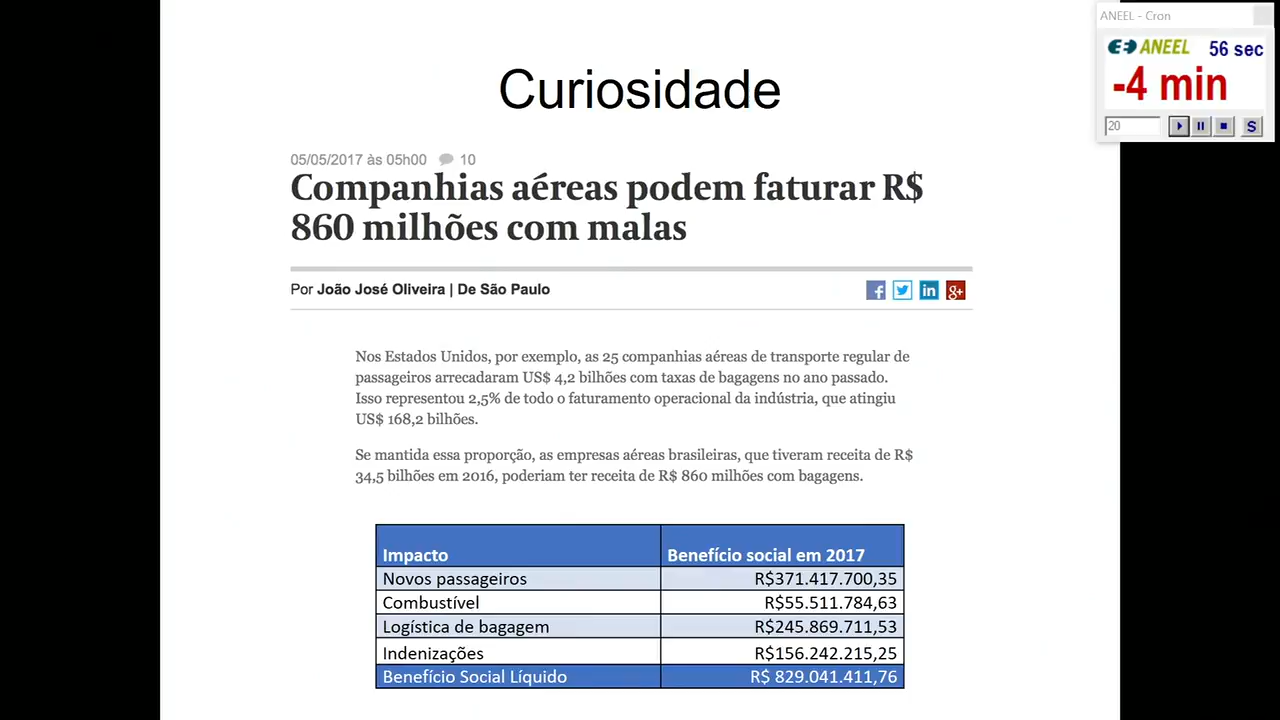 ANEEL - Cron
ANEEL 56 sec
-4 min
20
S
Curiosidade
05/05/2017 às 05h00 10
Companhias aéreas podem faturar R$
860 milhões com malas
Por João José Oliveira | De São Paulo
f in g+
Nos Estados Unidos, por exemplo, as 25 companhias aéreas de transporte regular de
passageiros arrecadaram US$ 4,2 bilhões com taxas de bagagens no ano passado.
Isso representou 2,5% de todo o faturamento operacional da indústria, que atingiu
US$ 168,2 bilhões.
Se mantida essa proporção, as empresas aéreas brasileiras, que tiveram receita de R$
34,5 bilhões em 2016, poderiam ter receita de R$ 860 milhões com bagagens.
Impacto Benefício social em 2017
Novos passageiros R$371.417.700,35
Combustível R$55.511.784,63
Logística de bagagem R$245.869.711,53
Indenizações R$156.242.215,25
Benefício Social Líquido R$ 829.041.411,76